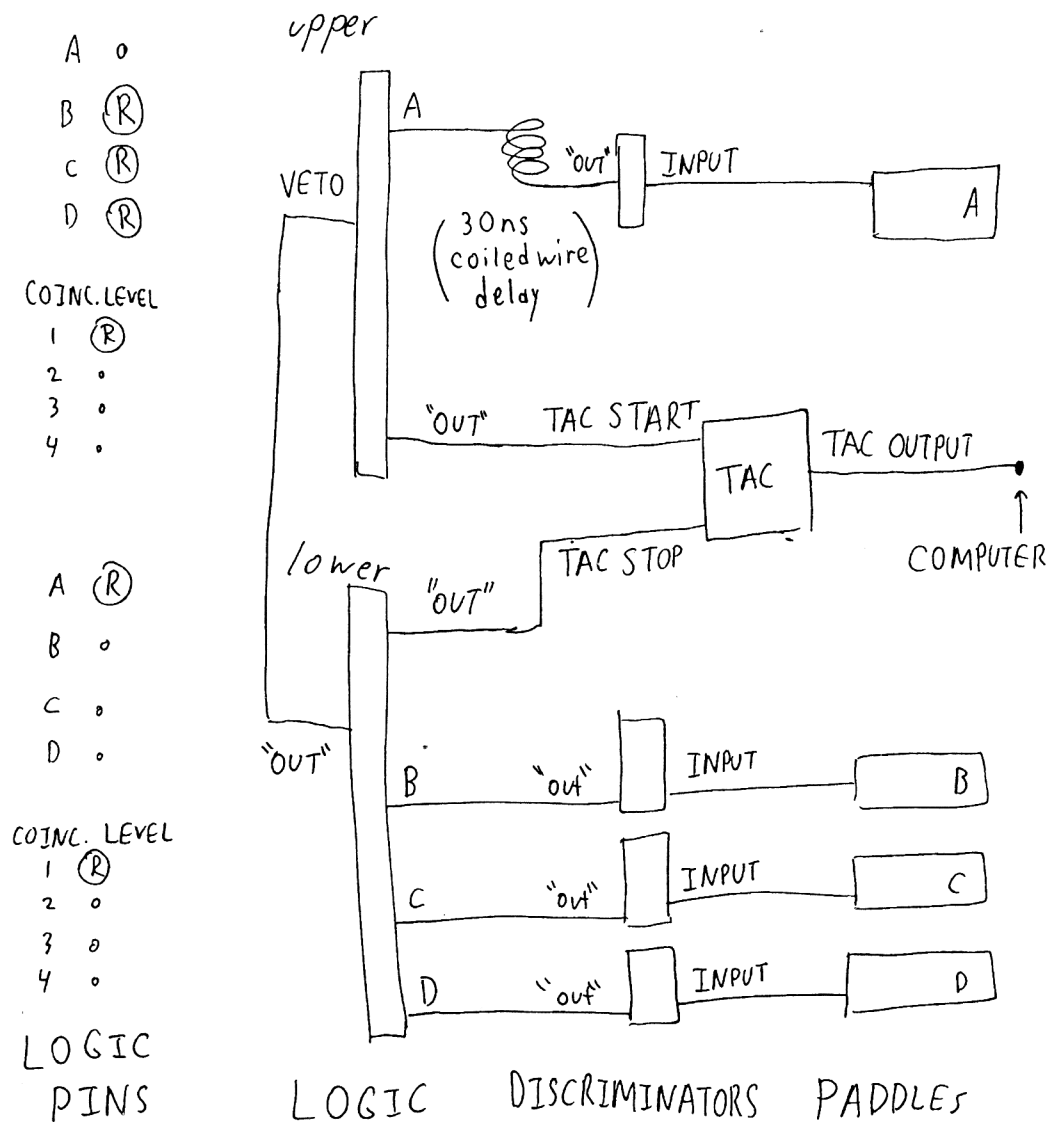 upper
A
B Ⓡ
C Ⓡ
D Ⓡ
COINC. LEVEL
1 Ⓡ
2
3
4
VETO
A
"OUT"
INPUT
A
(30ns
coiled wire
delay)
"OUT"
TAC START
TAC
TAC OUTPUT
TAC STOP
COMPUTER
lower
"OUT"
A Ⓡ
B
C
D
COINC. LEVEL
1 Ⓡ
2
3
4
"OUT"
B
"OUT"
INPUT
B
C
"OUT"
INPUT
C
D
"OUT"
INPUT
D
LOGIC
PINS
LOGIC
DISCRIMINATORS
PADDLES